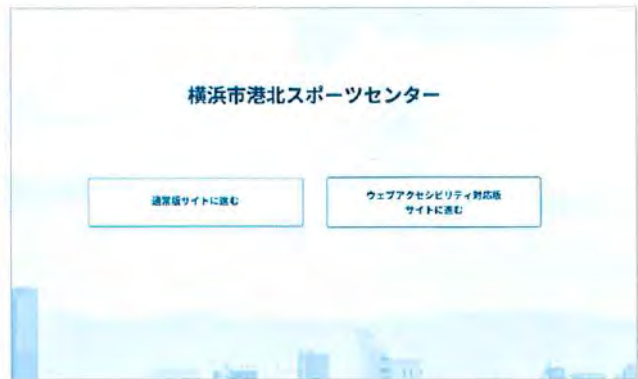 横浜市港北スポーツセンター
通常版サイトに進む
ウェブアクセシビリティ対応版
サイトに進む